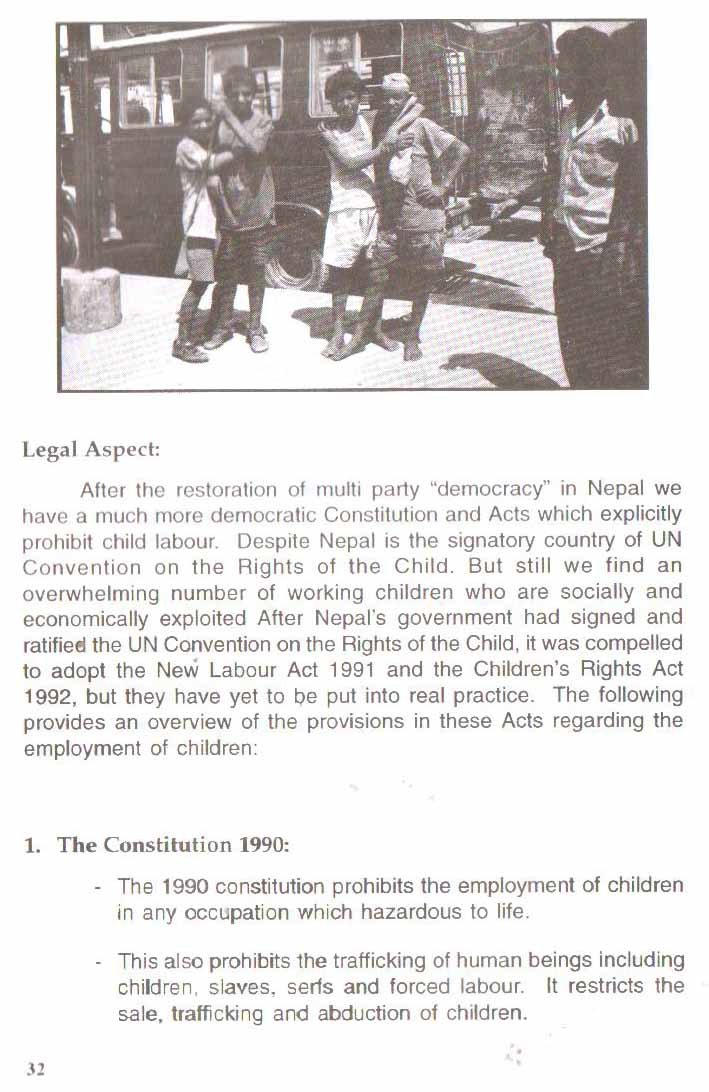 Legal Aspect:
After the restoration of multi party "democracy" in Nepal we
have a much more democratic Constitution and Acts which explicitly
prohibit child labour. Despite Nepal is the signatory country of UN
Convention on the Rights of the Child. But still we find an
overwhelming number of working children who are socially and
economically exploited After Nepal's government had signed and
ratified the UN Convention on the Rights of the Child, it was compelled
to adopt the New Labour Act 1991 and the Children's Rights Act
1992, but they have yet to be put into real practice. The following
provides an overview of the provisions in these Acts regarding the
employment of children:
1. The Constitution 1990:
- The 1990 constitution prohibits the employment of children
in any occupation which hazardous to life.
- This also prohibits the trafficking of human beings including
children, slaves, serfs and forced labour. It restricts the
sale, trafficking and abduction of children.
32